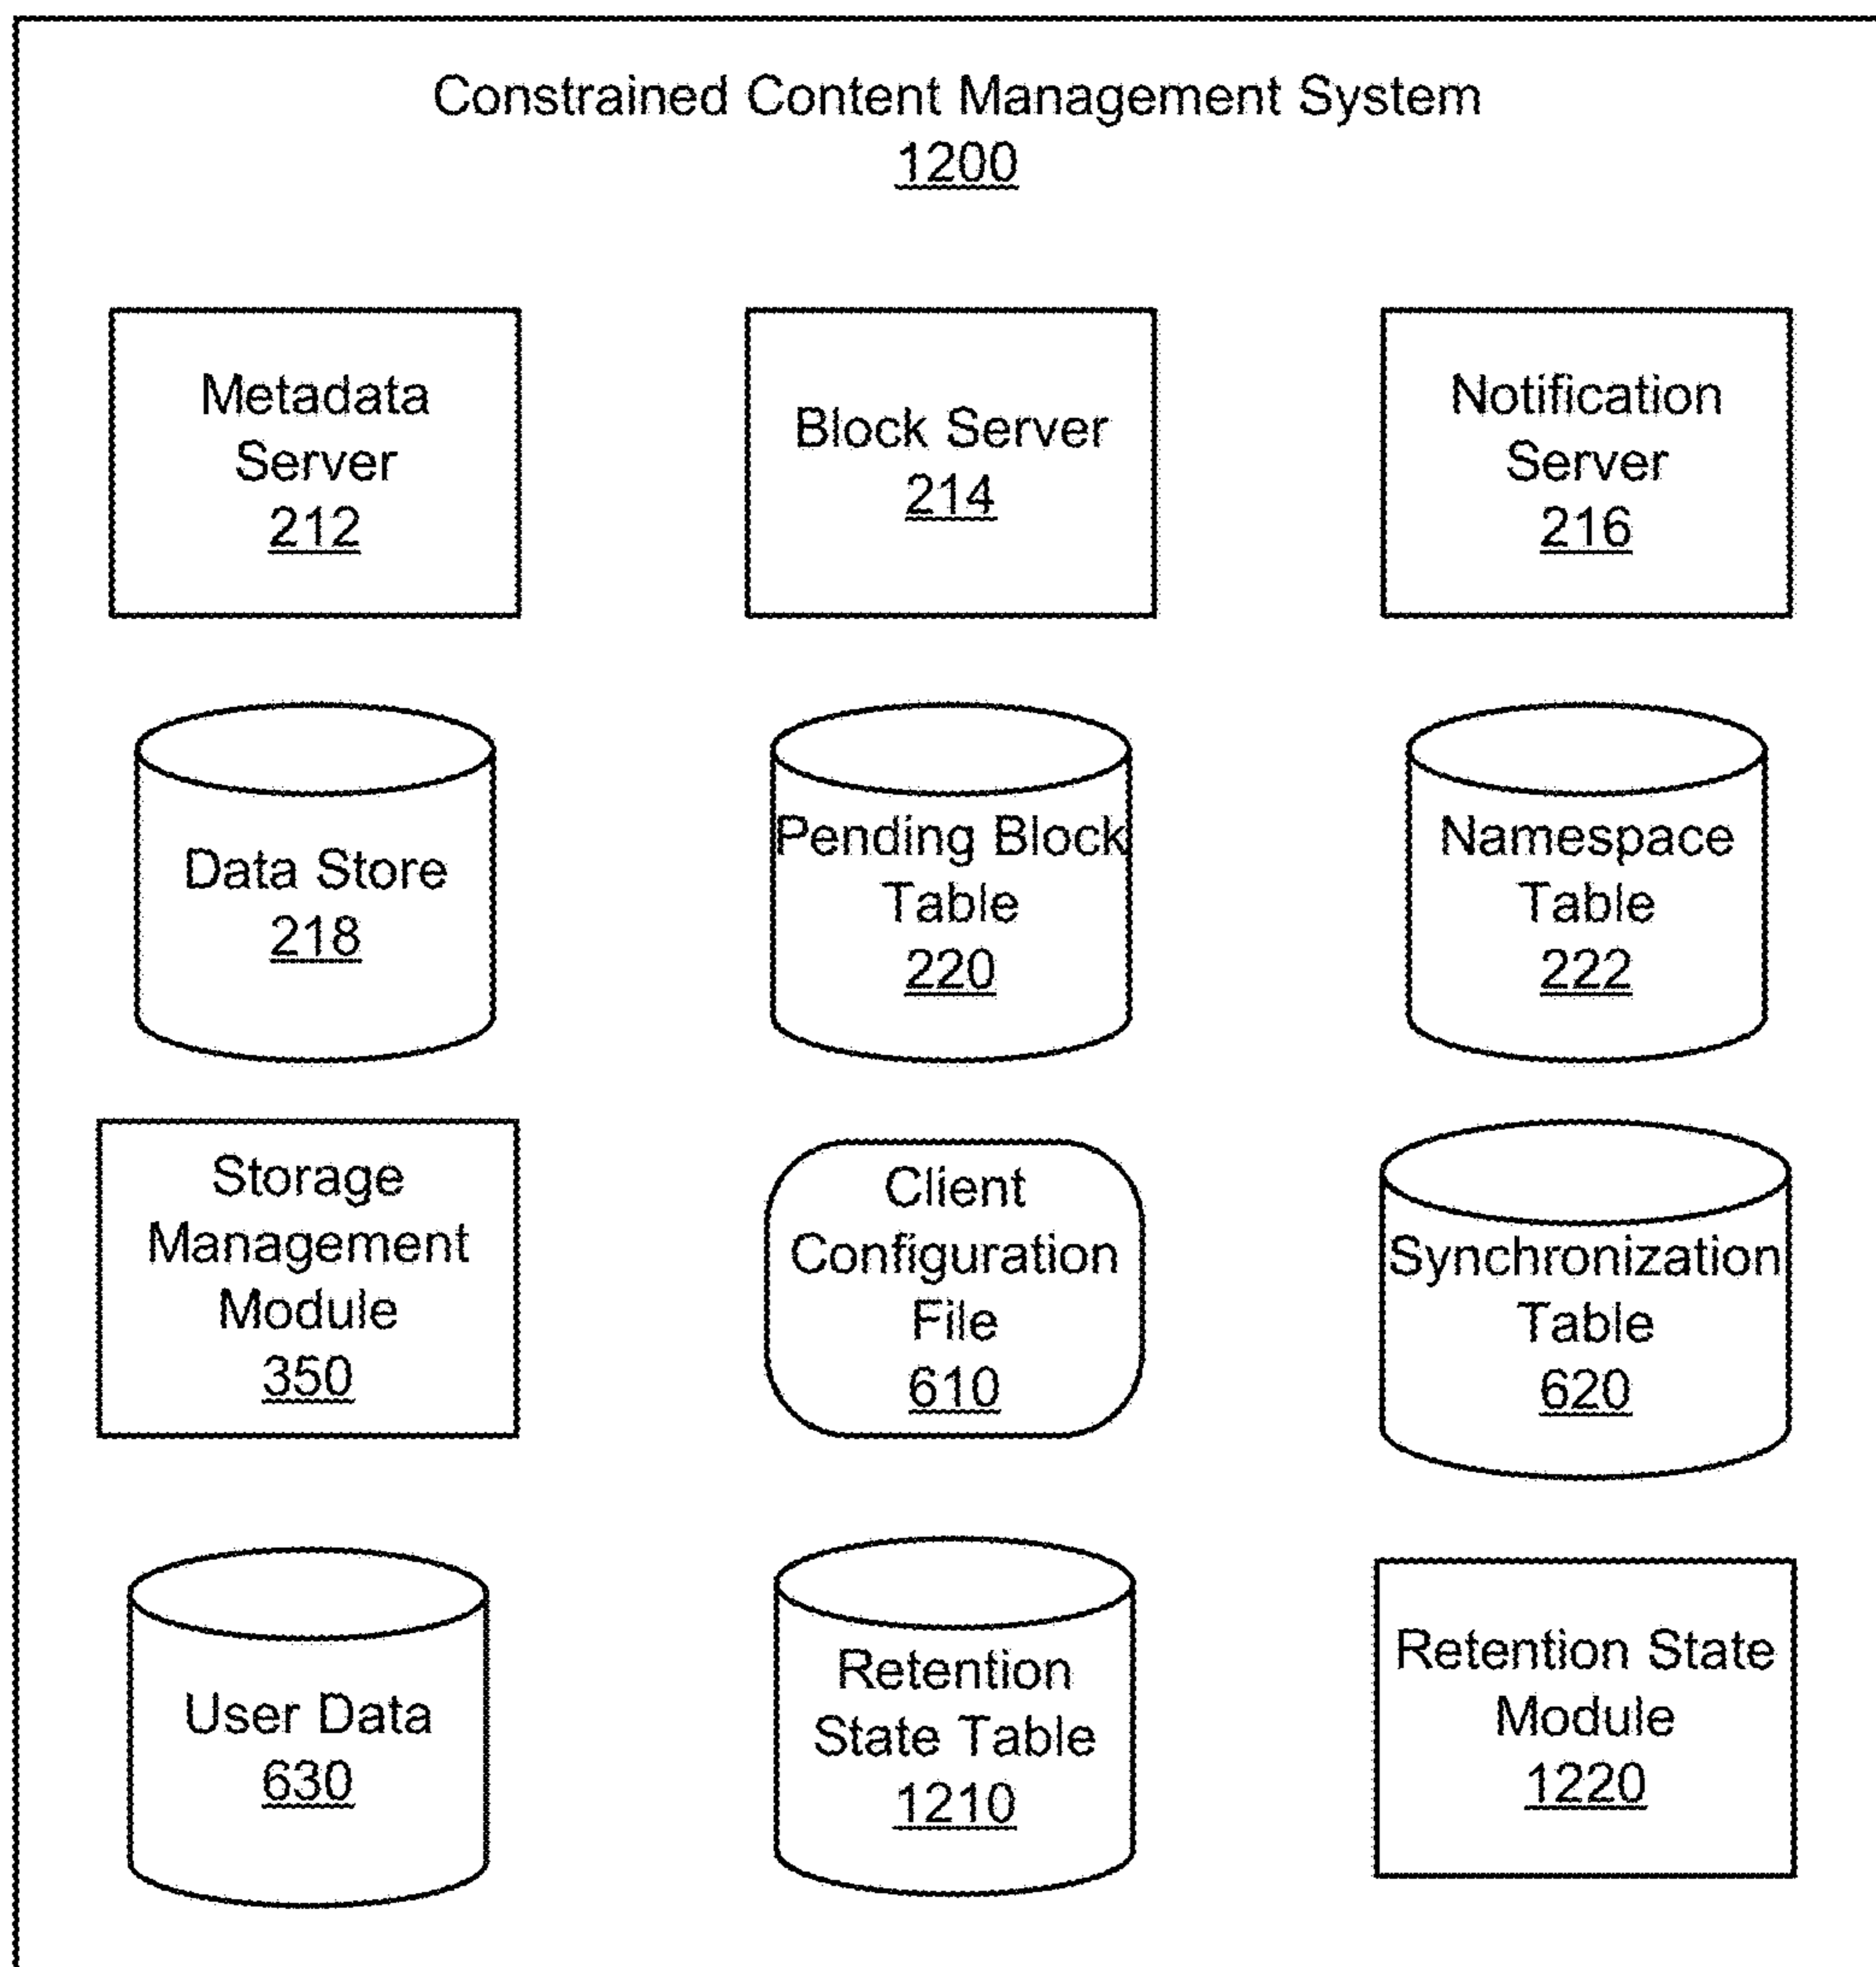 Constrained Content Management System
1200
Metadata
Server
212
Block Server
214
Notification
Server
216
Data Store
218
Pending Block
Table
220
Namespace
Table
222
Storage
Management
Module
350
Client
Configuration
File
610
Synchronization
Table
620
User Data
630
Retention
State Table
1210
Retention State
Module
1220